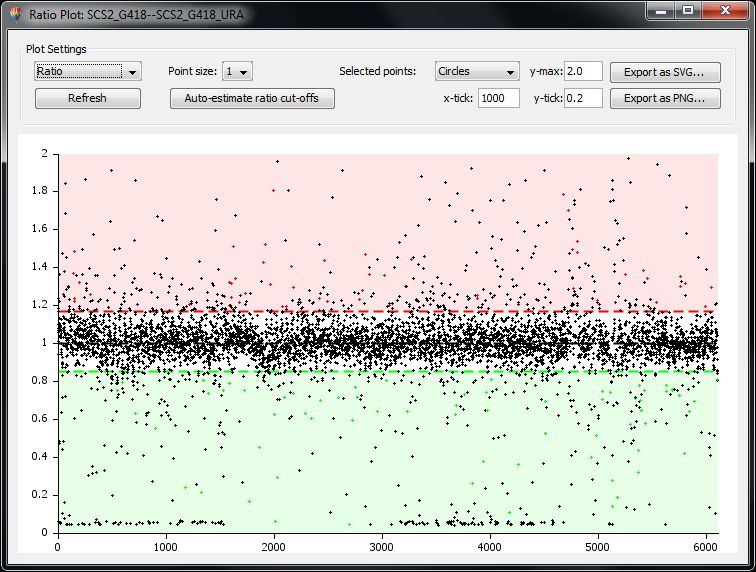 Ratio Plot: SCS2_G418--SCS2_G418_URA
Plot Settings
Ratio Point size: 1 Selected points: Circles y-max: 2.0 Export as SVG...
Refresh Auto-estimate ratio cut-offs x-tick: 1000 y-tick: 0.2 Export as PNG...
2
1.8
1.6
1.4
1.2
1
0.8
0.6
0.4
0.2
0
0 1000 2000 3000 4000 5000 6000